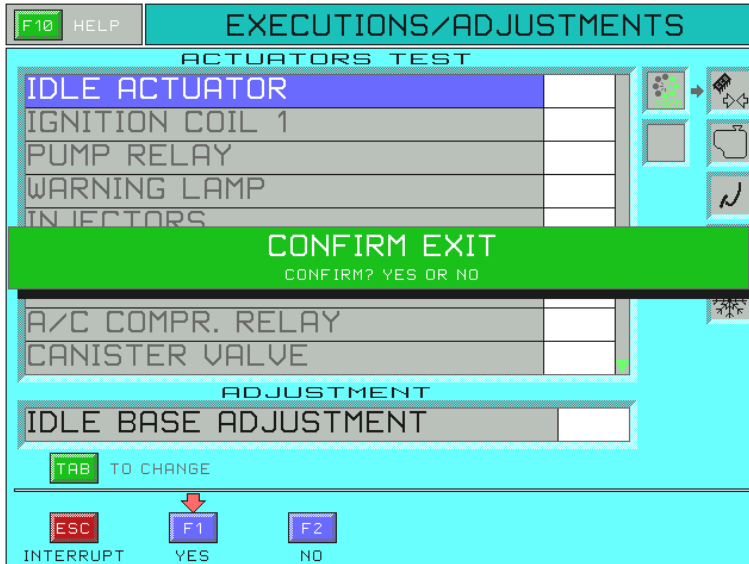 F10 HELP EXECUTIONS/ADJUSTMENTS
ACTUATORS TEST
IDLE ACTUATOR
IGNITION COIL 1
PUMP RELAY
WARNING LAMP
INJECTORS
CONFIRM EXIT
CONFIRM? YES OR NO
A/C COMPR. RELAY
CANISTER VALVE
ADJUSTMENT
IDLE BASE ADJUSTMENT
TAB TO CHANGE
ESC F1 F2
INTERRUPT YES NO